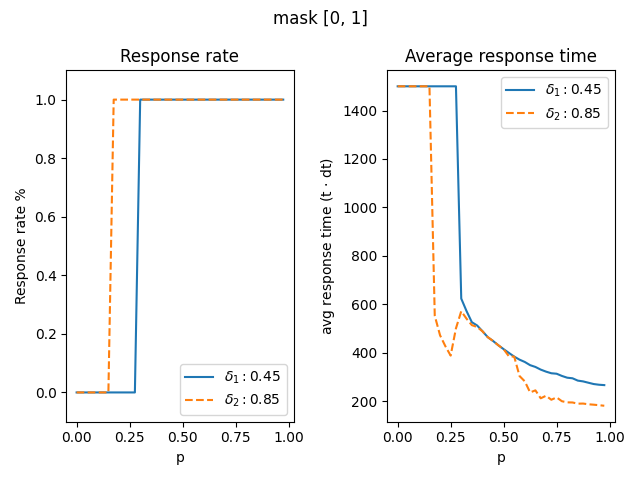 mask [0, 1]
Response rate
Response rate %
1.0
0.8
0.6
0.4
0.2
0.0
δ₁ : 0.45
δ₂ : 0.85
0.00 0.25 0.50 0.75 1.00
p
Average response time
avg response time (t · dt)
1400
1200
1000
800
600
400
200
δ₁ : 0.45
δ₂ : 0.85
0.00 0.25 0.50 0.75 1.00
p